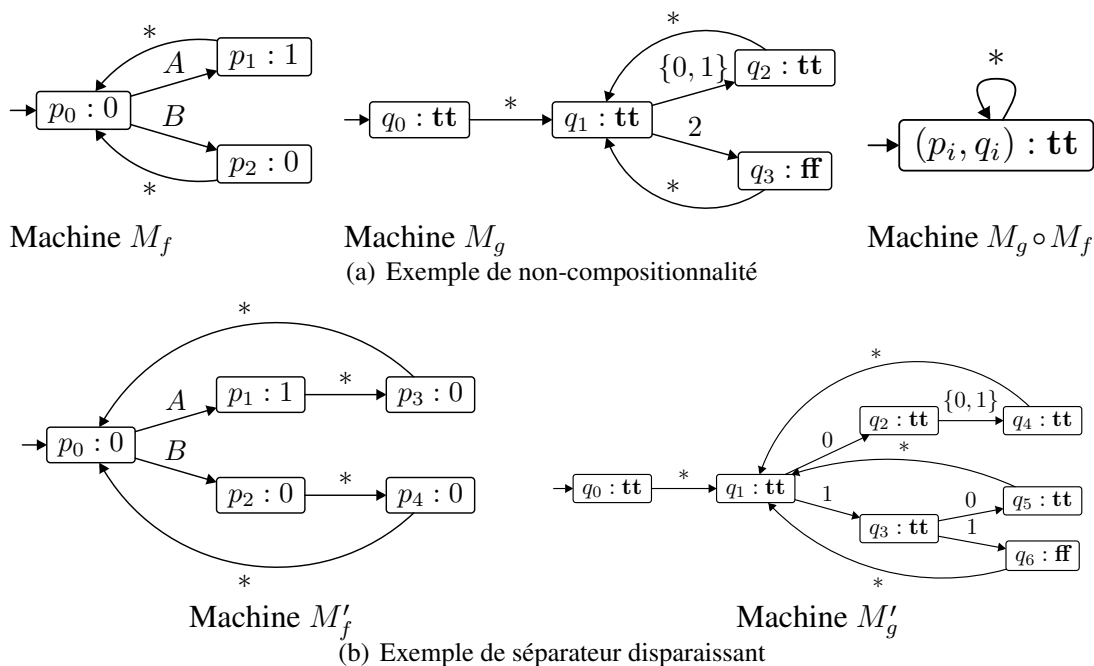 *
A
p₁ : 1
p₀ : 0
B
p₂ : 0
*
*
{0, 1}
q₂ : tt
q₀ : tt
*
q₁ : tt
2
q₃ : ff
*
*
(pᵢ, qᵢ) : tt
Machine M_f
Machine M_g
Machine M_g ∘ M_f
(a) Exemple de non-compositionnalité
*
A
p₁ : 1
*
p₃ : 0
p₀ : 0
B
p₂ : 0
*
p₄ : 0
*
*
{0, 1}
q₂ : tt
q₄ : tt
0
*
q₀ : tt
*
q₁ : tt
1
0
q₅ : tt
q₃ : tt
1
q₆ : ff
*
Machine M′_f
Machine M′_g
(b) Exemple de séparateur disparaissant